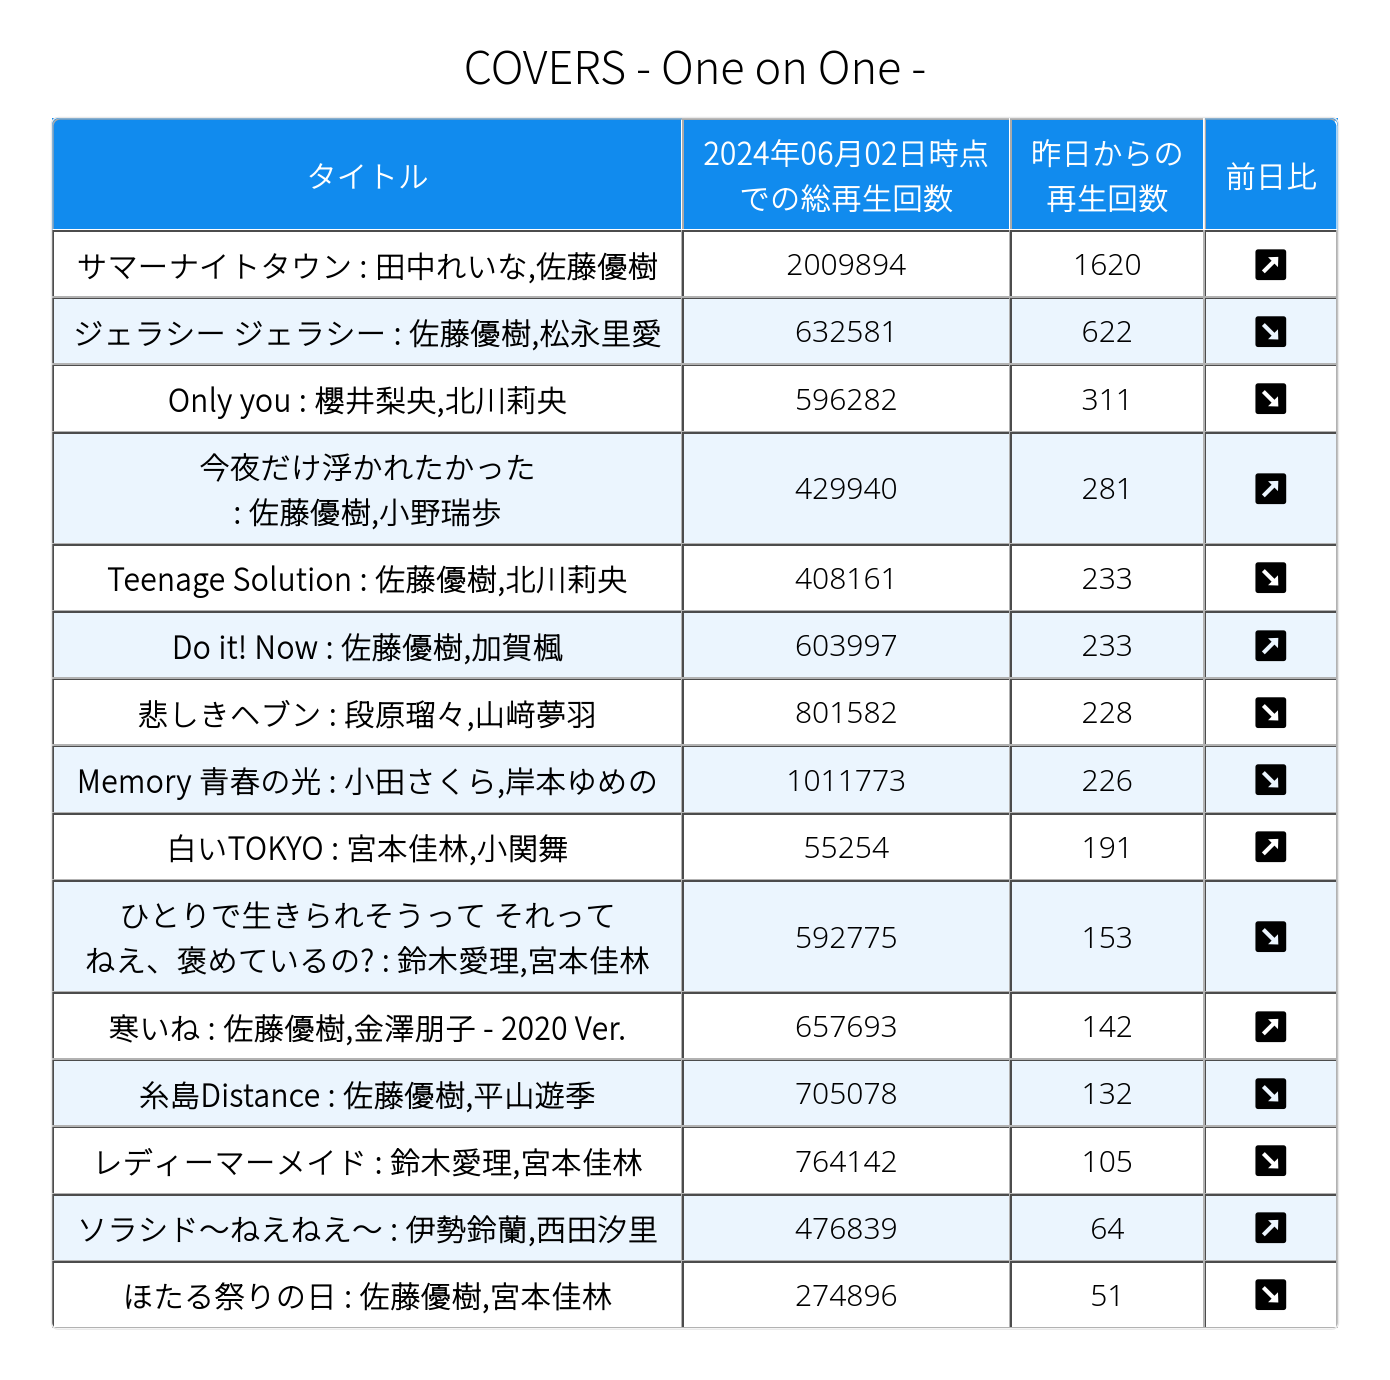 COVERS - One on One -
タイトル
2024年06月02日時点
での総再生回数
昨日からの
再生回数
前日比
サマーナイトタウン : 田中れいな,佐藤優樹
2009894
1620
ジェラシー ジェラシー : 佐藤優樹,松永里愛
632581
622
Only you : 櫻井梨央,北川莉央
596282
311
今夜だけ浮かれたかった
: 佐藤優樹,小野瑞歩
429940
281
Teenage Solution : 佐藤優樹,北川莉央
408161
233
Do it! Now : 佐藤優樹,加賀楓
603997
233
悲しきヘブン : 段原瑠々,山﨑夢羽
801582
228
Memory 青春の光 : 小田さくら,岸本ゆめの
1011773
226
白いTOKYO : 宮本佳林,小関舞
55254
191
ひとりで生きられそうって それって
ねえ、褒めているの? : 鈴木愛理,宮本佳林
592775
153
寒いね : 佐藤優樹,金澤朋子 - 2020 Ver.
657693
142
糸島Distance : 佐藤優樹,平山遊季
705078
132
レディーマーメイド : 鈴木愛理,宮本佳林
764142
105
ソラシド～ねえねえ～ : 伊勢鈴蘭,西田汐里
476839
64
ほたる祭りの日 : 佐藤優樹,宮本佳林
274896
51